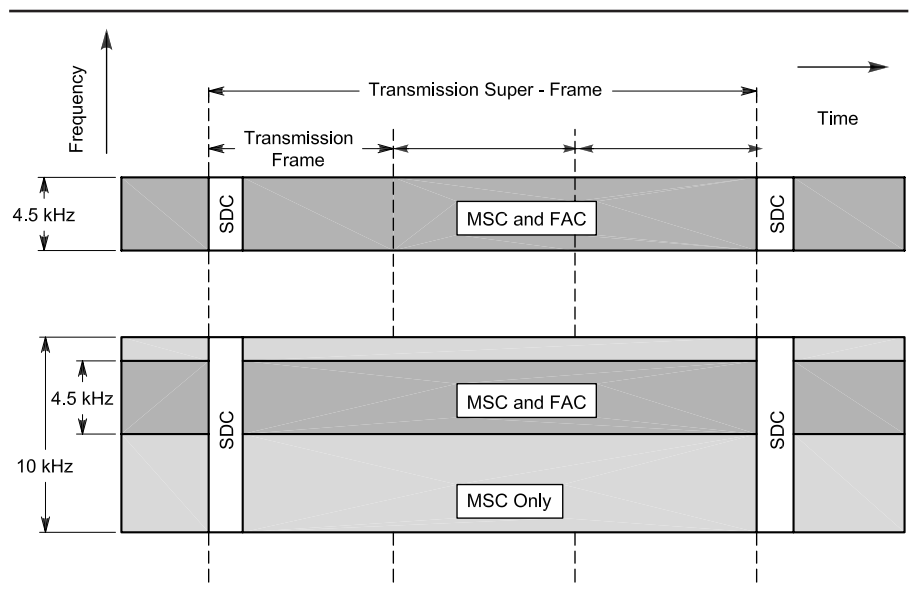 Frequency
Transmission Super - Frame
Time
Transmission
Frame
4.5 kHz
SDC
MSC and FAC
SDC
4.5 kHz
10 kHz
SDC
MSC and FAC
MSC Only
SDC